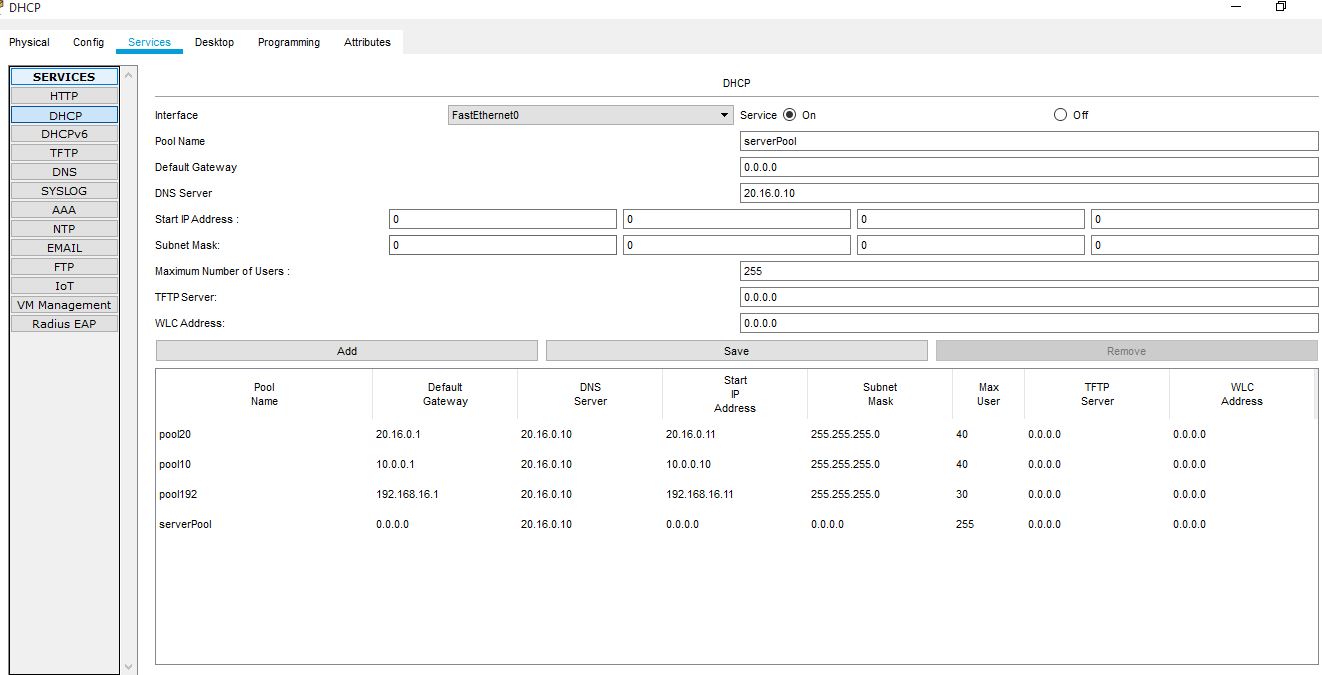 DHCP
Physical Config Services Desktop Programming Attributes
SERVICES
HTTP
DHCP
DHCPv6
TFTP
DNS
SYSLOG
AAA
NTP
EMAIL
FTP
IoT
VM Management
Radius EAP
DHCP
Interface FastEthernet0 Service On Off
Pool Name serverPool
Default Gateway 0.0.0.0
DNS Server 20.16.0.10
Start IP Address : 0 0 0 0
Subnet Mask: 0 0 0 0
Maximum Number of Users : 255
TFTP Server: 0.0.0.0
WLC Address: 0.0.0.0
Add Save Remove
Pool Name Default Gateway DNS Server Start IP Address Subnet Mask Max User TFTP Server WLC Address
pool20 20.16.0.1 20.16.0.10 20.16.0.11 255.255.255.0 40 0.0.0.0 0.0.0.0
pool10 10.0.0.1 20.16.0.10 10.0.0.10 255.255.255.0 40 0.0.0.0 0.0.0.0
pool192 192.168.16.1 20.16.0.10 192.168.16.11 255.255.255.0 30 0.0.0.0 0.0.0.0
serverPool 0.0.0.0 20.16.0.10 0.0.0.0 0.0.0.0 255 0.0.0.0 0.0.0.0